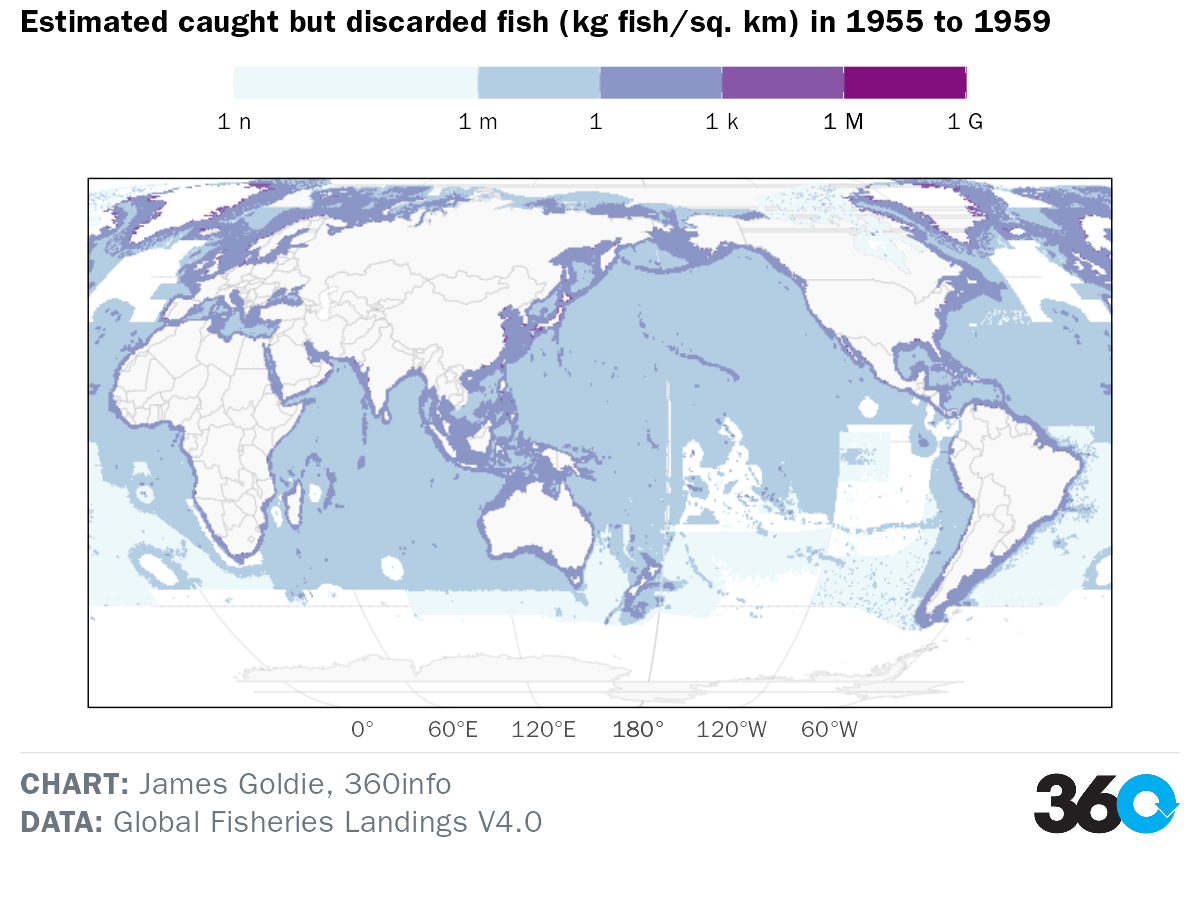 Estimated caught but discarded fish (kg fish/sq. km) in 1955 to 1959
1 n 1 m 1 1 k 1 M 1 G
0° 60°E 120°E 180° 120°W 60°W
CHART: James Goldie, 360info
DATA: Global Fisheries Landings V4.0
360